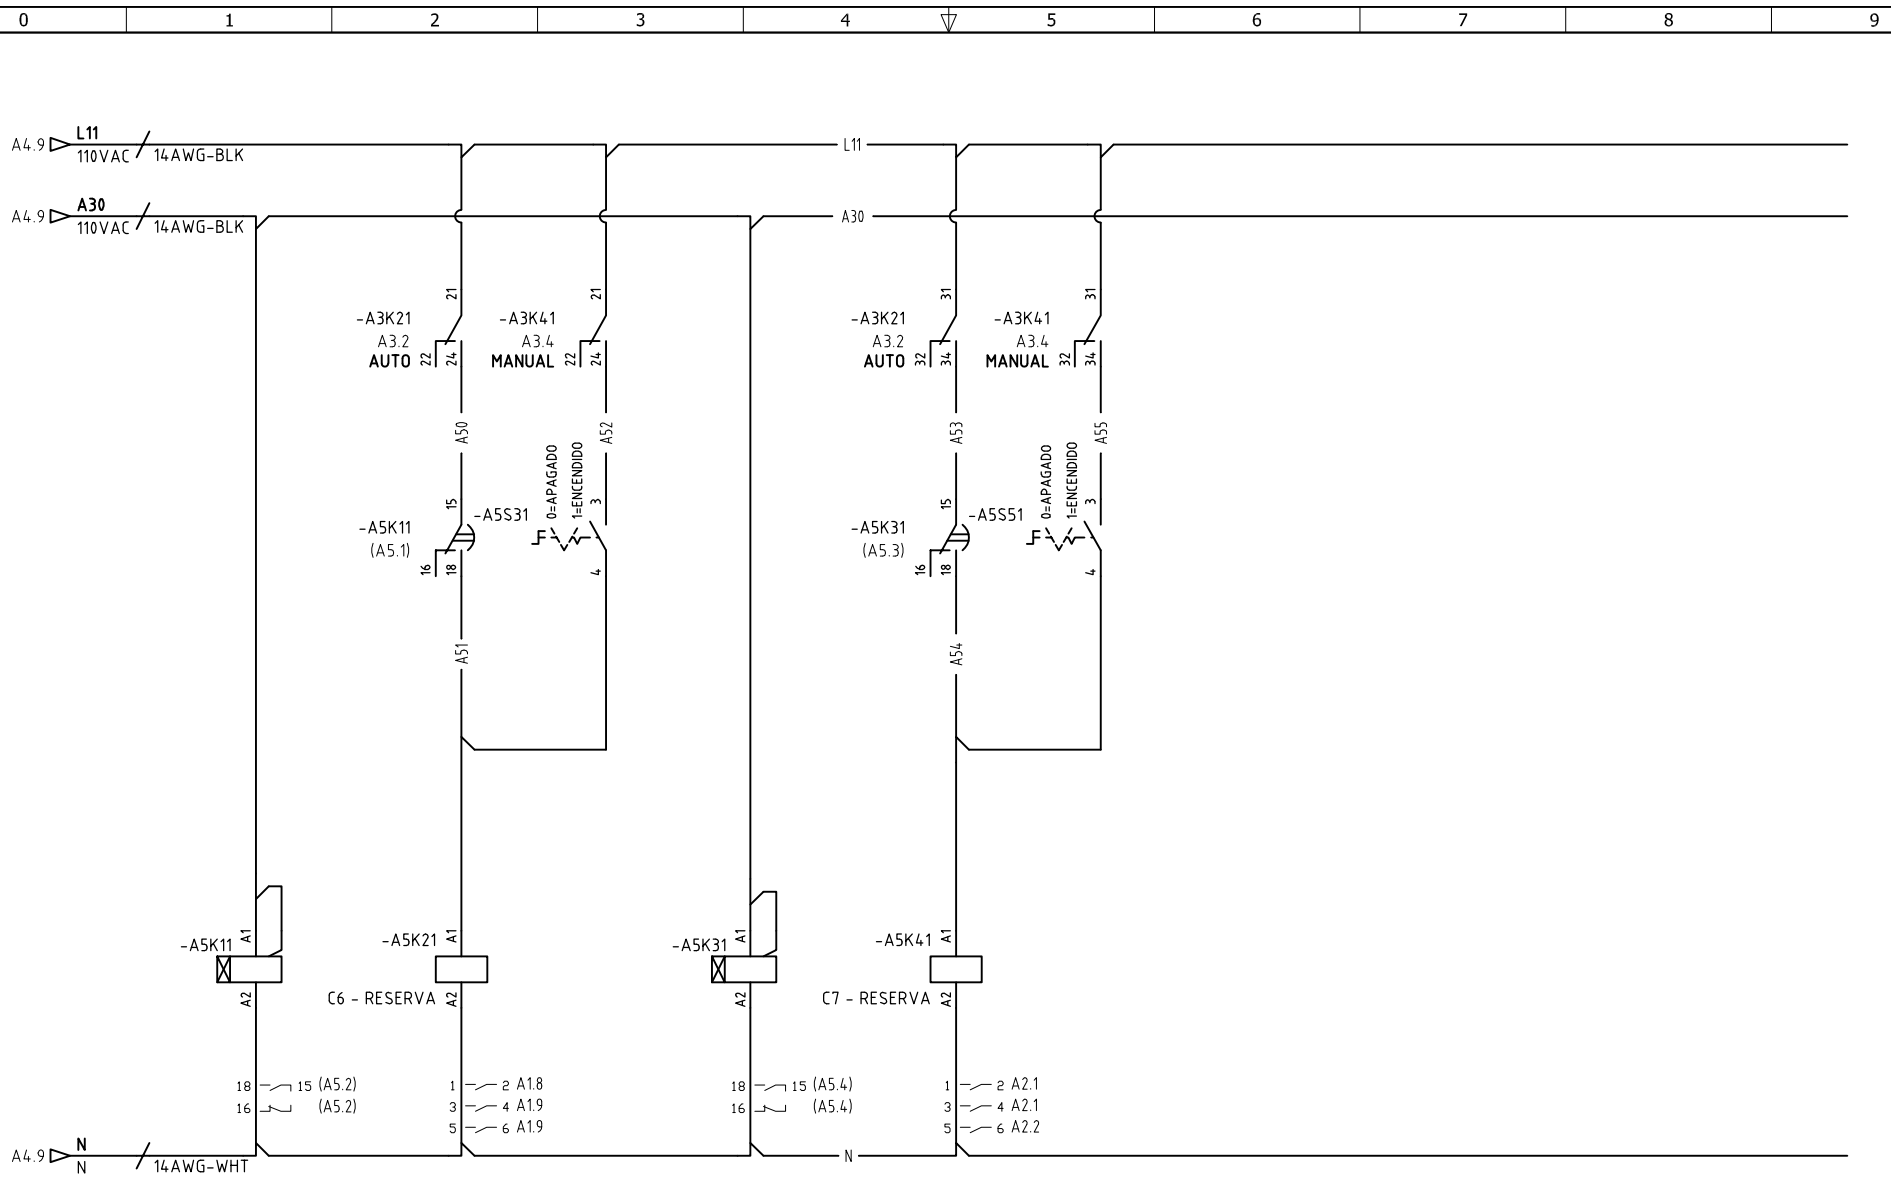 0 1 2 3 4 5 6 7 8 9
A4.9 L11
110VAC 14AWG-BLK
L11
A4.9 A30
110VAC 14AWG-BLK
A30
21 21 31 31
-A3K21 -A3K41 -A3K21 -A3K41
A3.2 A3.4 A3.2 A3.4
AUTO 22 24 MANUAL 22 24 AUTO 32 34 MANUAL 32 34
A50 A52 A53 A55
0=APAGADO 1=ENCENDIDO 0=APAGADO 1=ENCENDIDO
15 3 15 3
-A5K11 -A5S31 -A5K31 -A5S51
(A5.1) (A5.3)
16 18 4 16 18 4
A51 A54
-A5K11 A1 -A5K21 A1 -A5K31 A1 -A5K41 A1
A2 C6 - RESERVA A2 A2 C7 - RESERVA A2
18 15 (A5.2) 1 2 A1.8 18 15 (A5.4) 1 2 A2.1
16 (A5.2) 3 4 A1.9 16 (A5.4) 3 4 A2.1
5 6 A1.9 5 6 A2.2
A4.9 N
N 14AWG-WHT
N